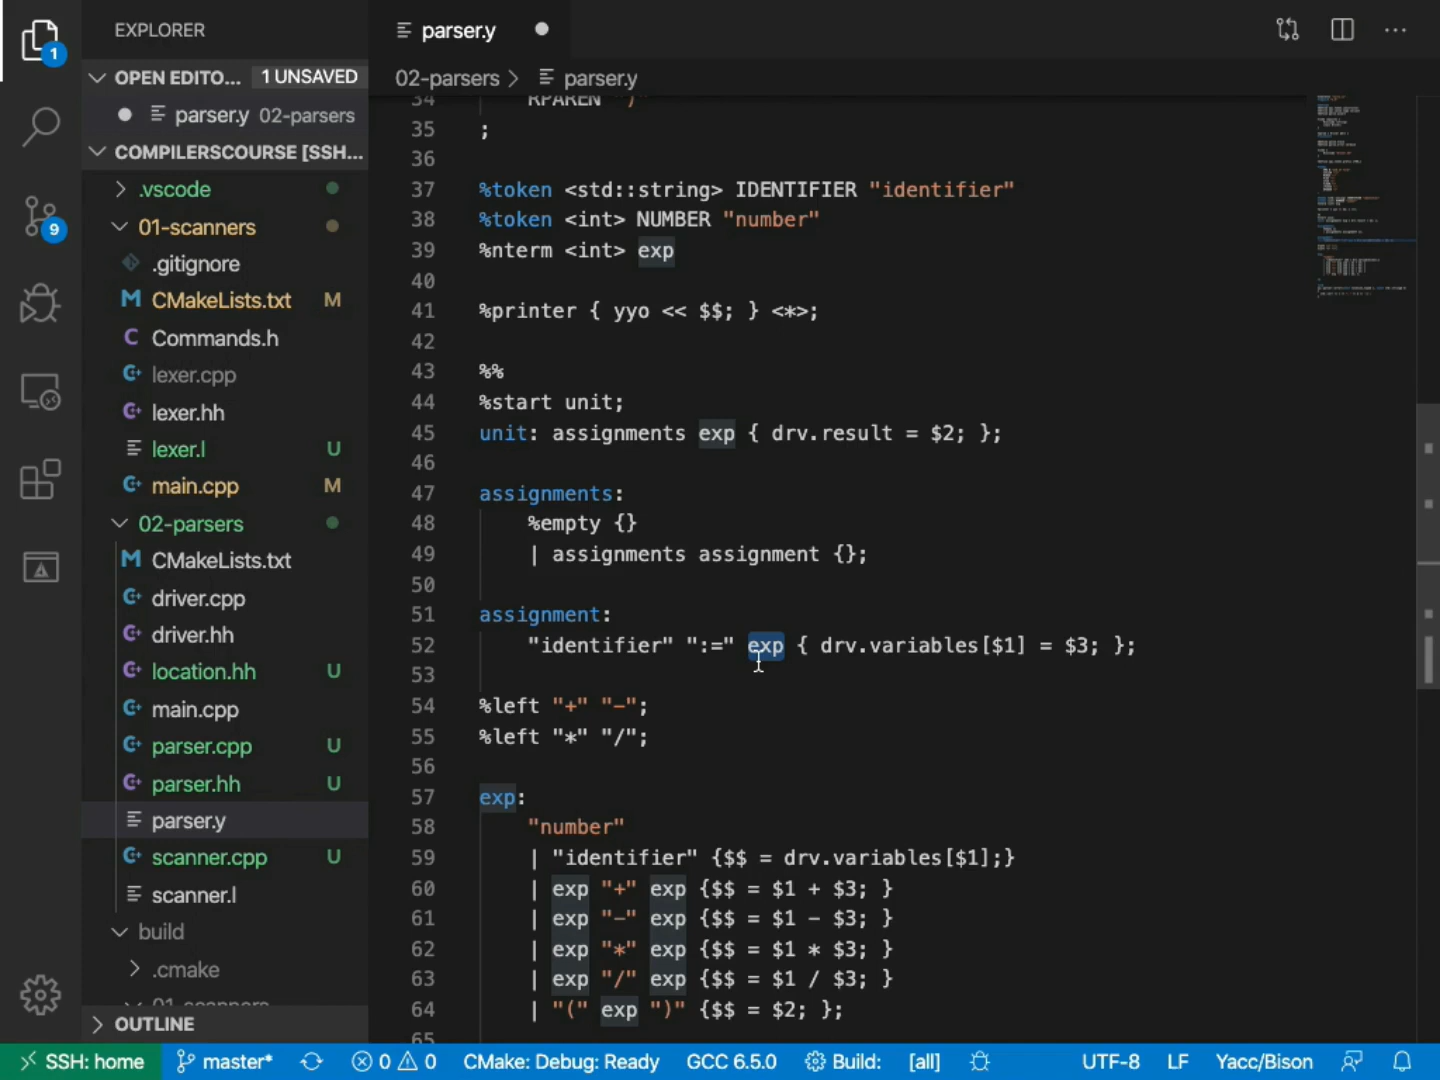 EXPLORER
OPEN EDITO... 1 UNSAVED
parser.y 02-parsers
COMPILERSCOURSE [SSH...
.vscode
01-scanners
.gitignore
CMakeLists.txt M
Commands.h
lexer.cpp
lexer.hh
lexer.l U
main.cpp M
02-parsers
CMakeLists.txt
driver.cpp
driver.hh
location.hh U
main.cpp
parser.cpp U
parser.hh U
parser.y
scanner.cpp U
scanner.l
build
.cmake
01-scanners
OUTLINE
1
9
parser.y
02-parsers > parser.y
34 RPAREN ")"
35 ;
36
37 %token <std::string> IDENTIFIER "identifier"
38 %token <int> NUMBER "number"
39 %nterm <int> exp
40
41 %printer { yyo << $$; } <*>;
42
43 %%
44 %start unit;
45 unit: assignments exp { drv.result = $2; };
46
47 assignments:
48 %empty {}
49 | assignments assignment {};
50
51 assignment:
52 "identifier" ":=" exp { drv.variables[$1] = $3; };
53
54 %left "+" "-";
55 %left "*" "/";
56
57 exp:
58 "number"
59 | "identifier" {$$ = drv.variables[$1];}
60 | exp "+" exp {$$ = $1 + $3; }
61 | exp "-" exp {$$ = $1 - $3; }
62 | exp "*" exp {$$ = $1 * $3; }
63 | exp "/" exp {$$ = $1 / $3; }
64 | "(" exp ")" {$$ = $2; };
65
SSH: home master* 0 0 CMake: Debug: Ready GCC 6.5.0 Build: [all] UTF-8 LF Yacc/Bison